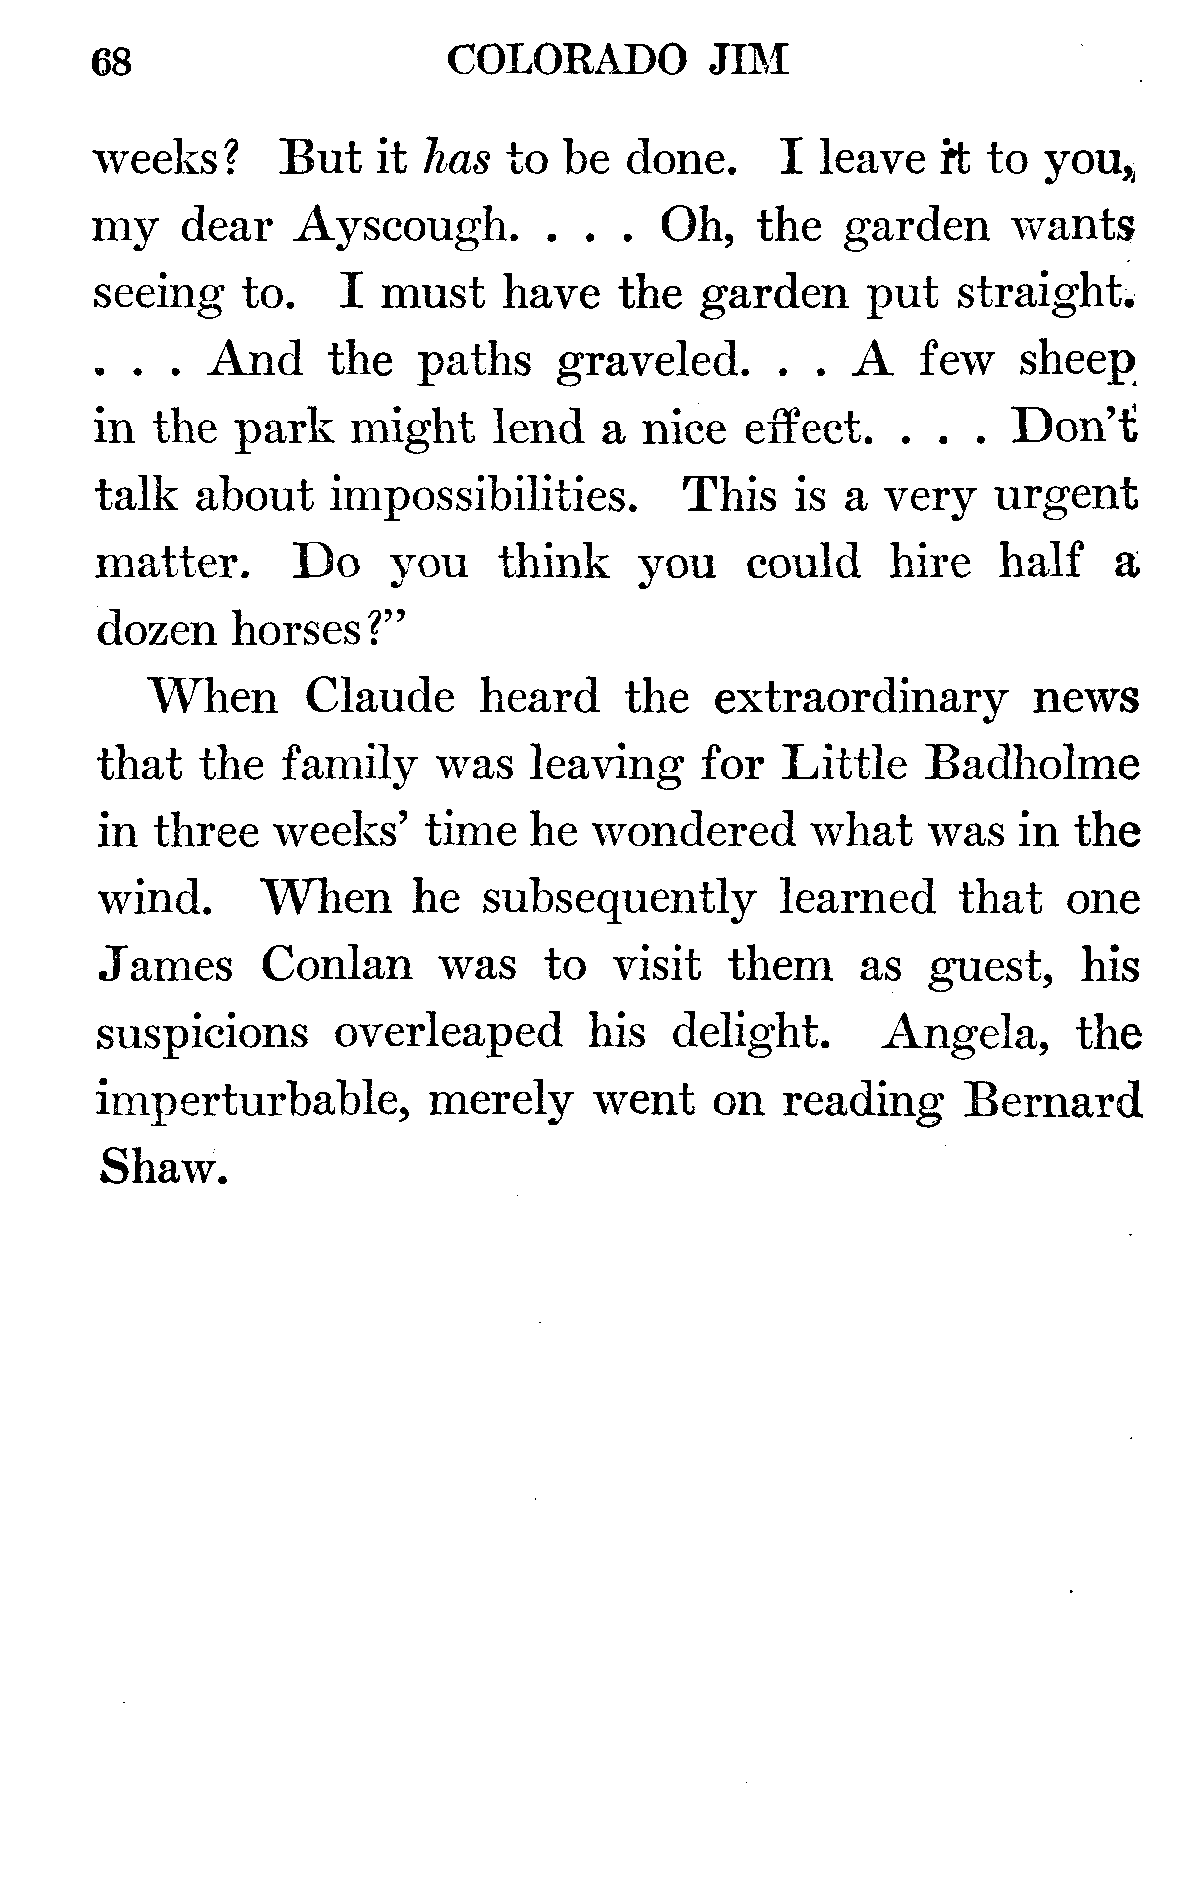 68 COLORADO JIM
weeks? But it has to be done. I leave it to you,
my dear Ayscough. . . . Oh, the garden wants
seeing to. I must have the garden put straight.
. . . And the paths graveled. . . A few sheep
in the park might lend a nice effect. . . . Don't
talk about impossibilities. This is a very urgent
matter. Do you think you could hire half a
dozen horses?"
When Claude heard the extraordinary news
that the family was leaving for Little Badholme
in three weeks' time he wondered what was in the
wind. When he subsequently learned that one
James Conlan was to visit them as guest, his
suspicions overleaped his delight. Angela, the
imperturbable, merely went on reading Bernard
Shaw.